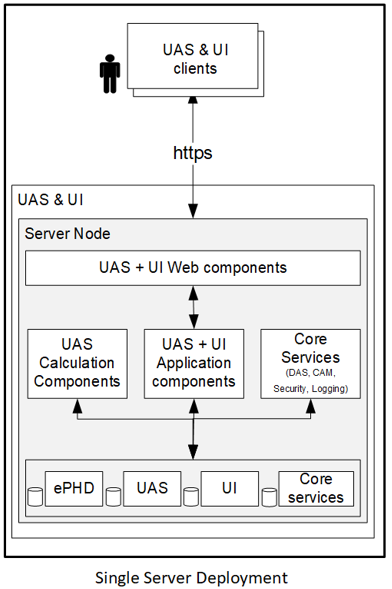 UAS & UI
clients
https
UAS & UI
Server Node
UAS + UI Web components
UAS
Calculation
Components
UAS + UI
Application
components
Core
Services
(DAS, CAM,
Security, Logging)
ePHD
UAS
UI
Core
services
Single Server Deployment